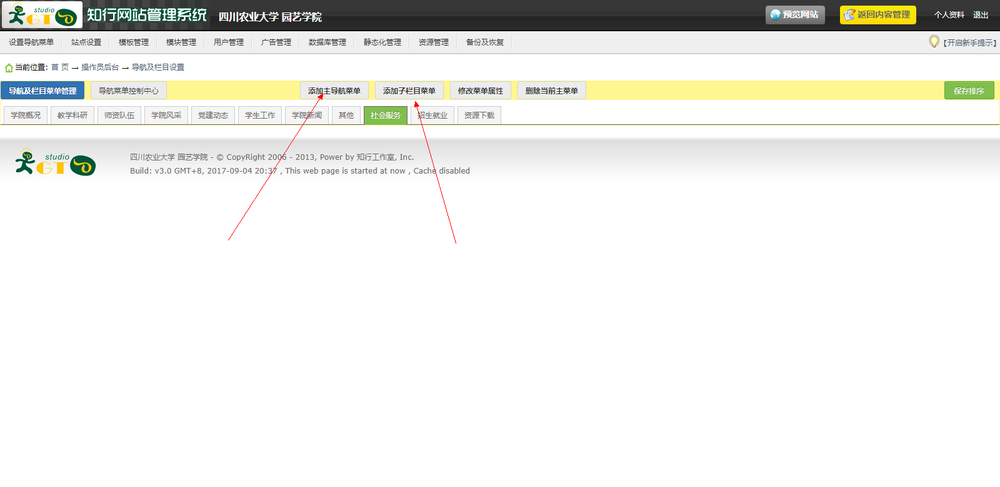 studio GT 知行网站管理系统 四川农业大学 园艺学院 预览网站 返回内容管理 个人资料 退出
设置导航菜单 站点设置 模板管理 模块管理 用户管理 广告管理 数据库管理 静态化管理 资源管理 备份及恢复 【开启新手提示】
当前位置: 首 页 → 操作员后台 → 导航及栏目设置
导航及栏目菜单管理 导航菜单控制中心 添加主导航菜单 添加子栏目菜单 修改菜单属性 删除当前主菜单 保存排序
学院概况 教学科研 师资队伍 学院风采 党建动态 学生工作 学院新闻 其他 社会服务 招生就业 资源下载
studio GT
四川农业大学 园艺学院 - © CopyRight 2006 - 2013, Power by 知行工作室, Inc.
Build: v3.0 GMT+8, 2017-09-04 20:37 , This web page is started at now , Cache disabled